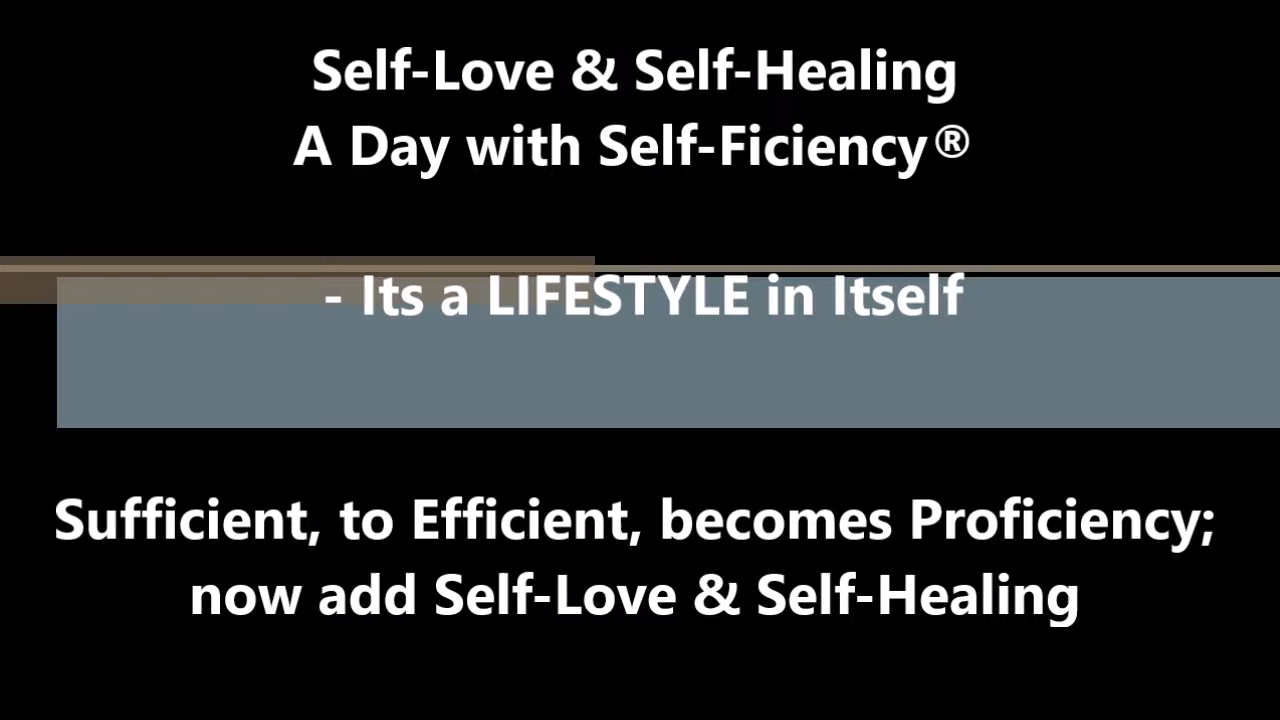 Self-Love & Self-Healing
A Day with Self-Ficiency®
- Its a LIFESTYLE in Itself
Sufficient, to Efficient, becomes Proficiency;
now add Self-Love & Self-Healing